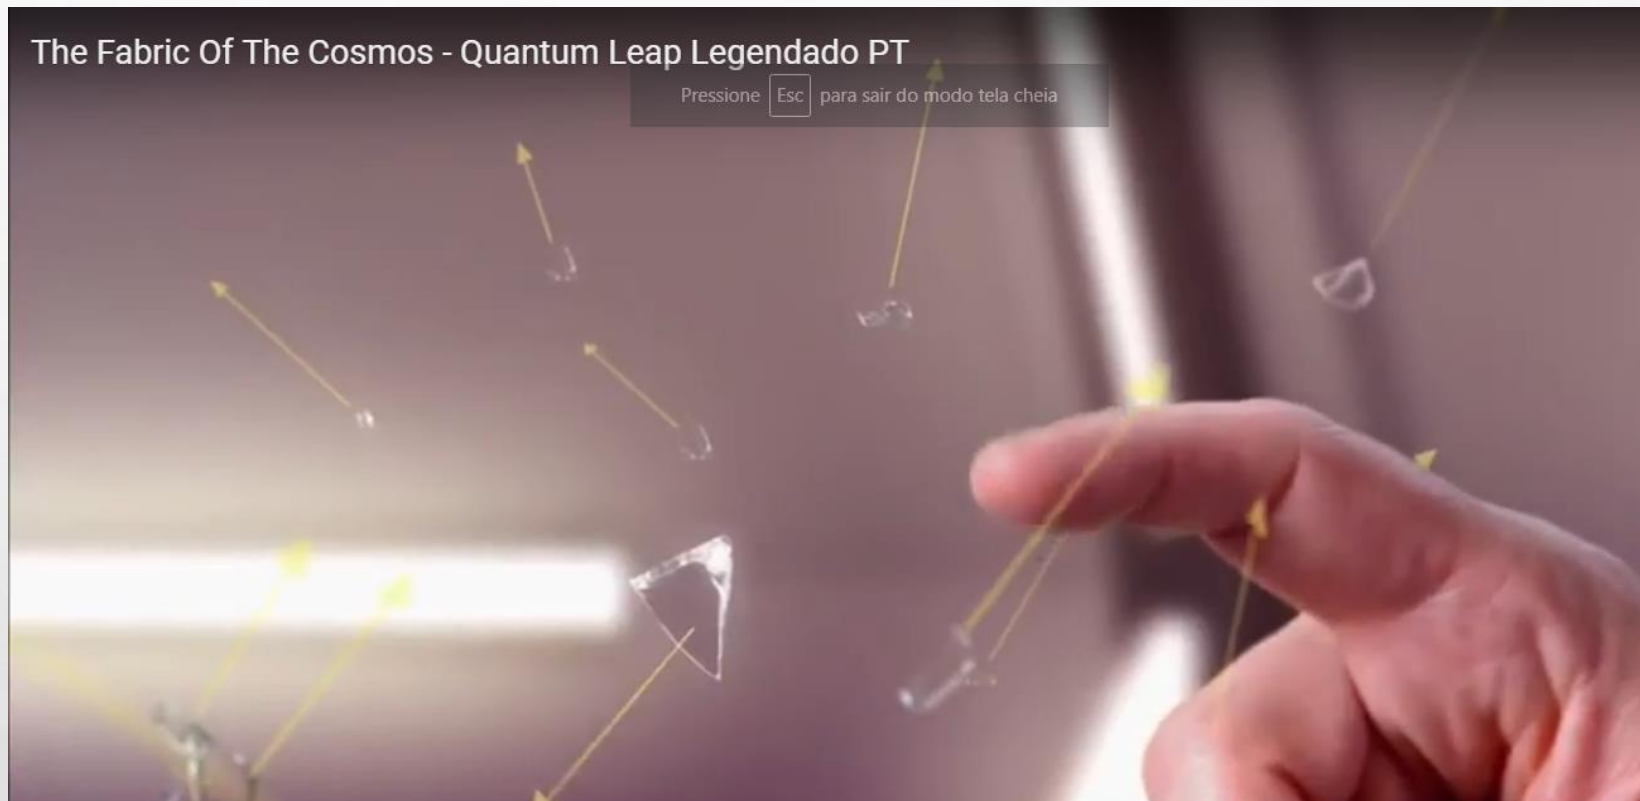 The Fabric Of The Cosmos - Quantum Leap Legendado PT
Pressione Esc para sair do modo tela cheia